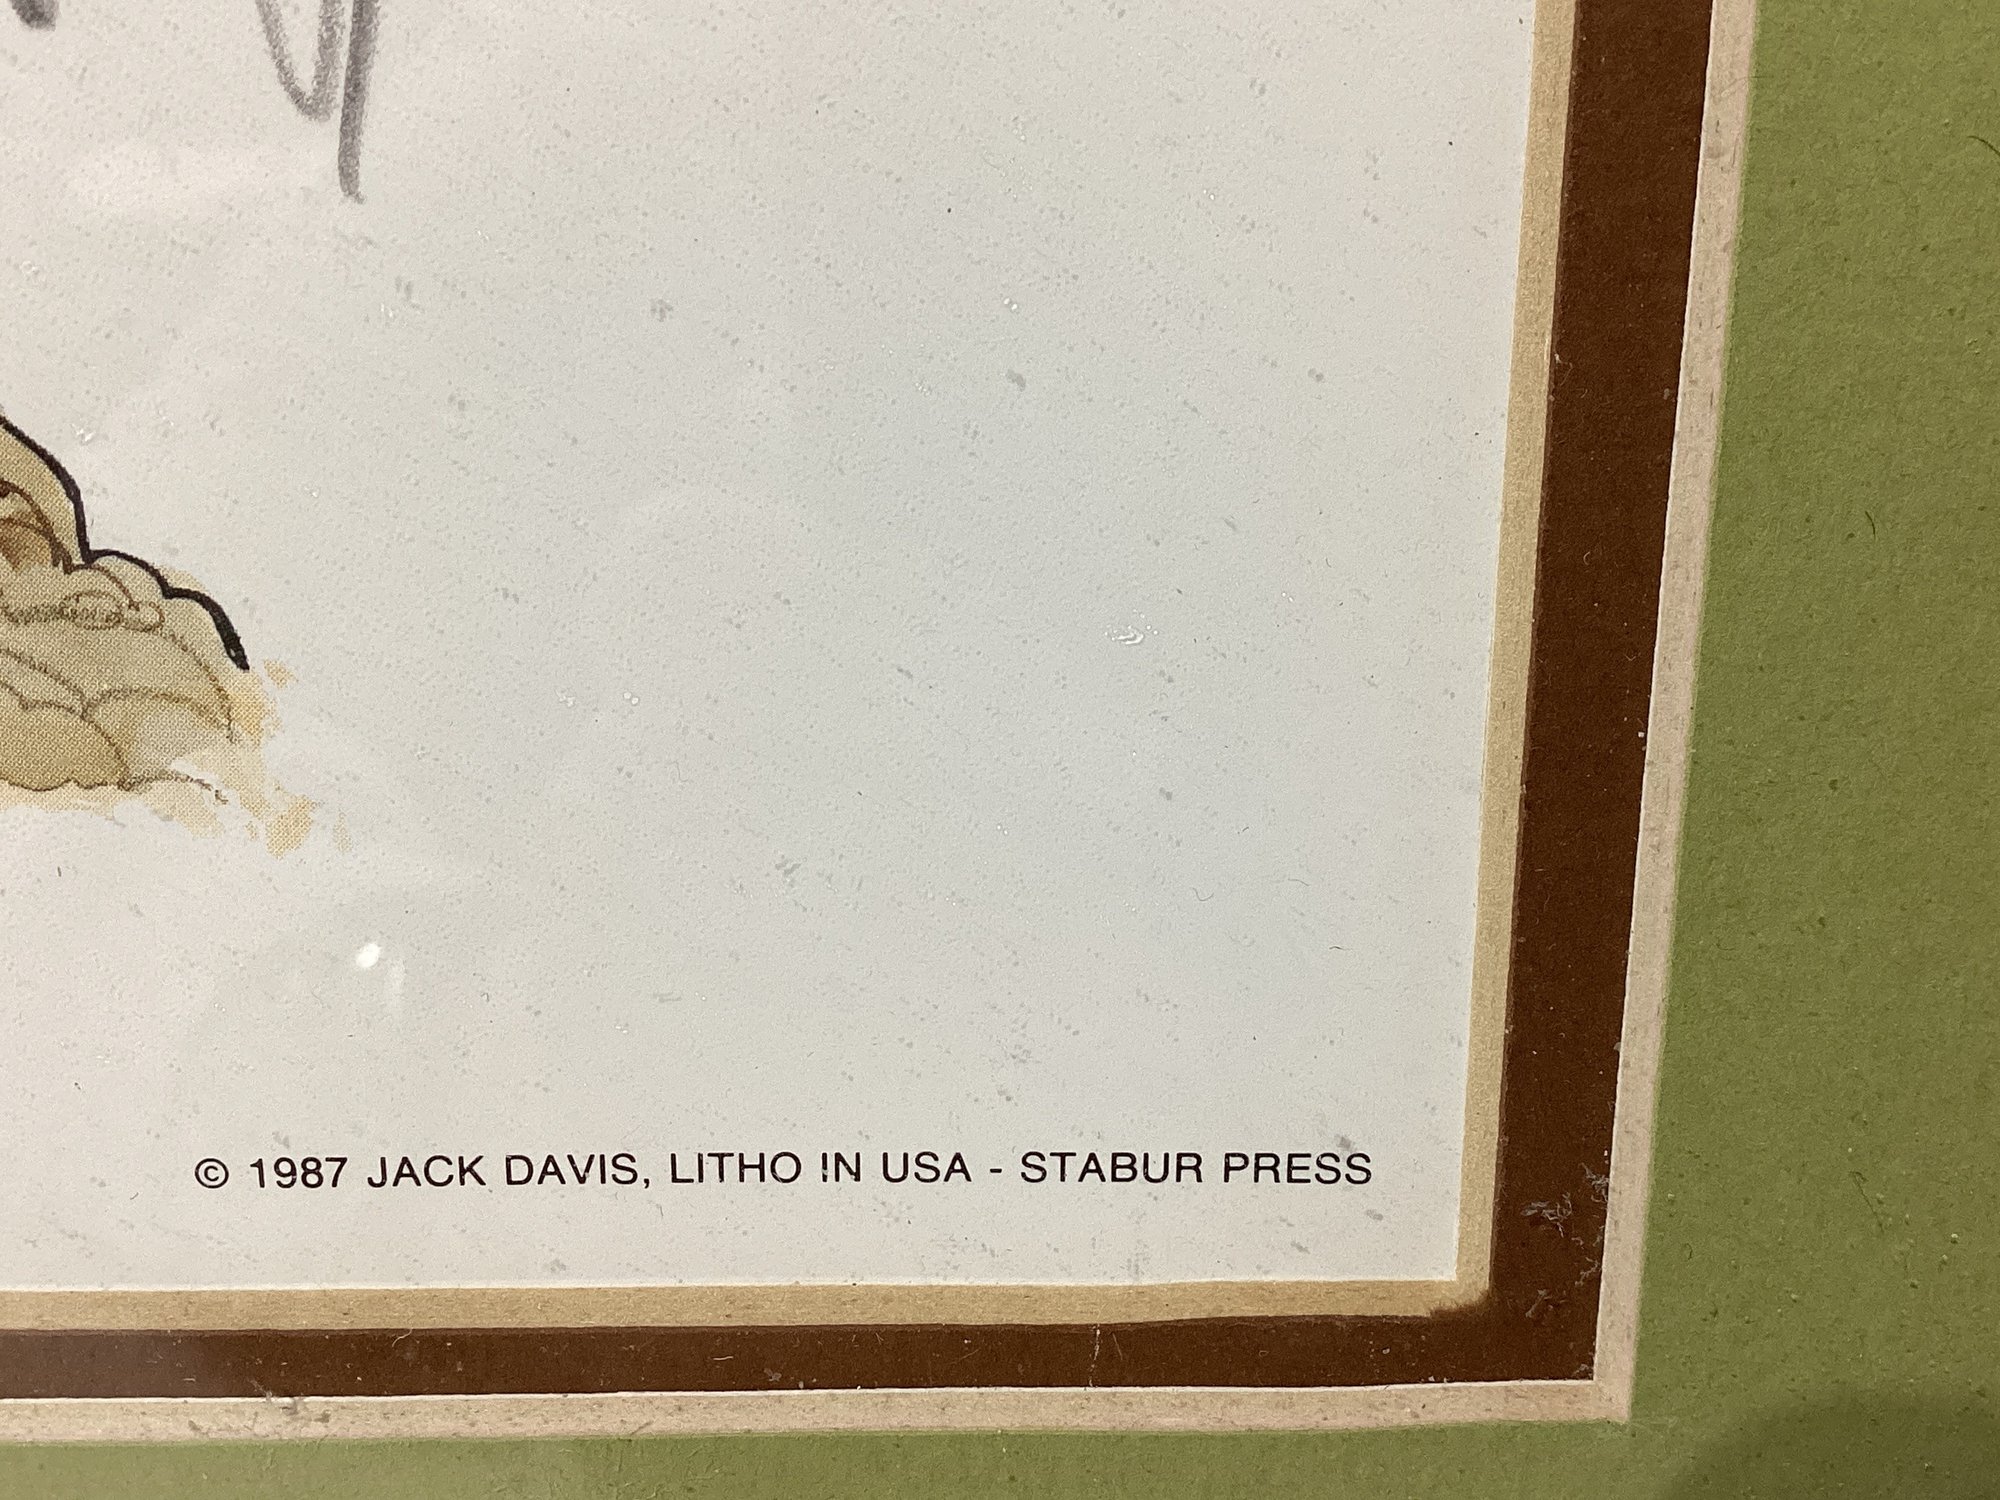 © 1987 JACK DAVIS, LITHO IN USA - STABUR PRESS